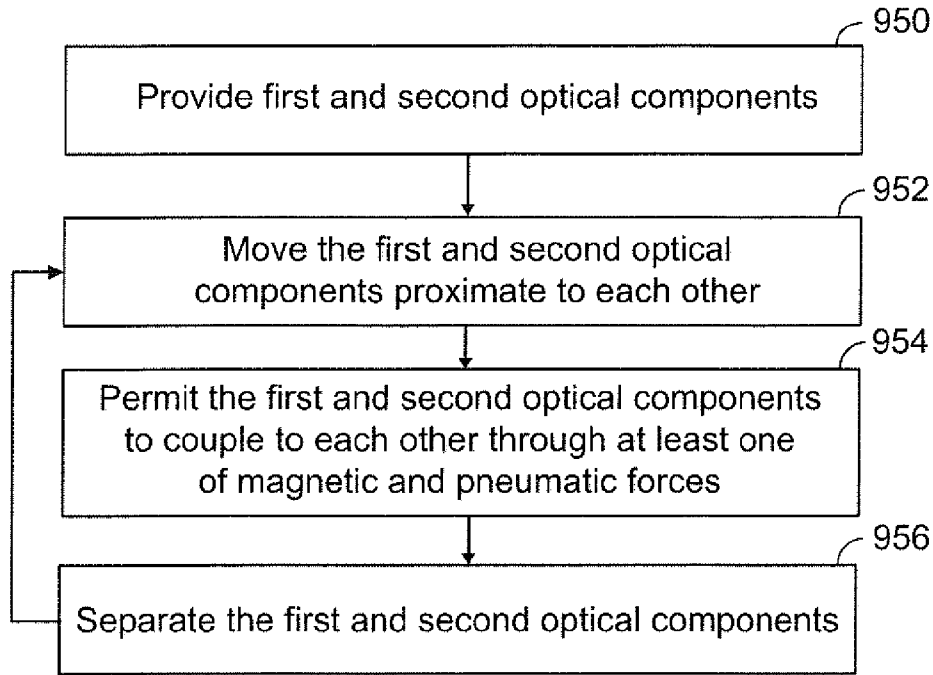 950
Provide first and second optical components
952
Move the first and second optical
components proximate to each other
954
Permit the first and second optical components
to couple to each other through at least one
of magnetic and pneumatic forces
956
Separate the first and second optical components